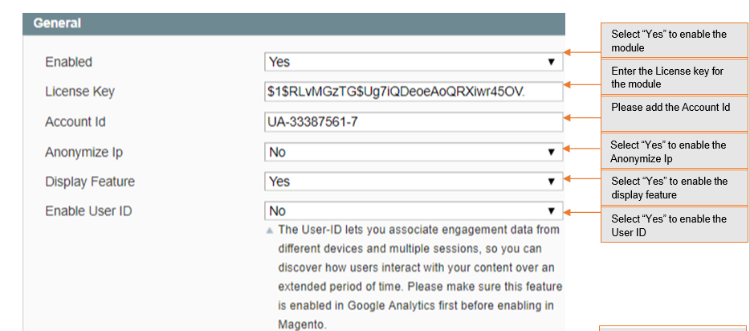 General
Enabled
Yes
Select “Yes” to enable the
module
License Key
$1$RLvMGzTG$Ug7iQDeoeAoQRXiwr45OV.
Enter the License key for
the module
Account Id
UA-33387561-7
Please add the Account Id
Anonymize Ip
No
Select “Yes” to enable the
Anonymize Ip
Display Feature
Yes
Select “Yes” to enable the
display feature
Enable User ID
No
Select “Yes” to enable the
User ID
The User-ID lets you associate engagement data from
different devices and multiple sessions, so you can
discover how users interact with your content over an
extended period of time. Please make sure this feature
is enabled in Google Analytics first before enabling in
Magento.